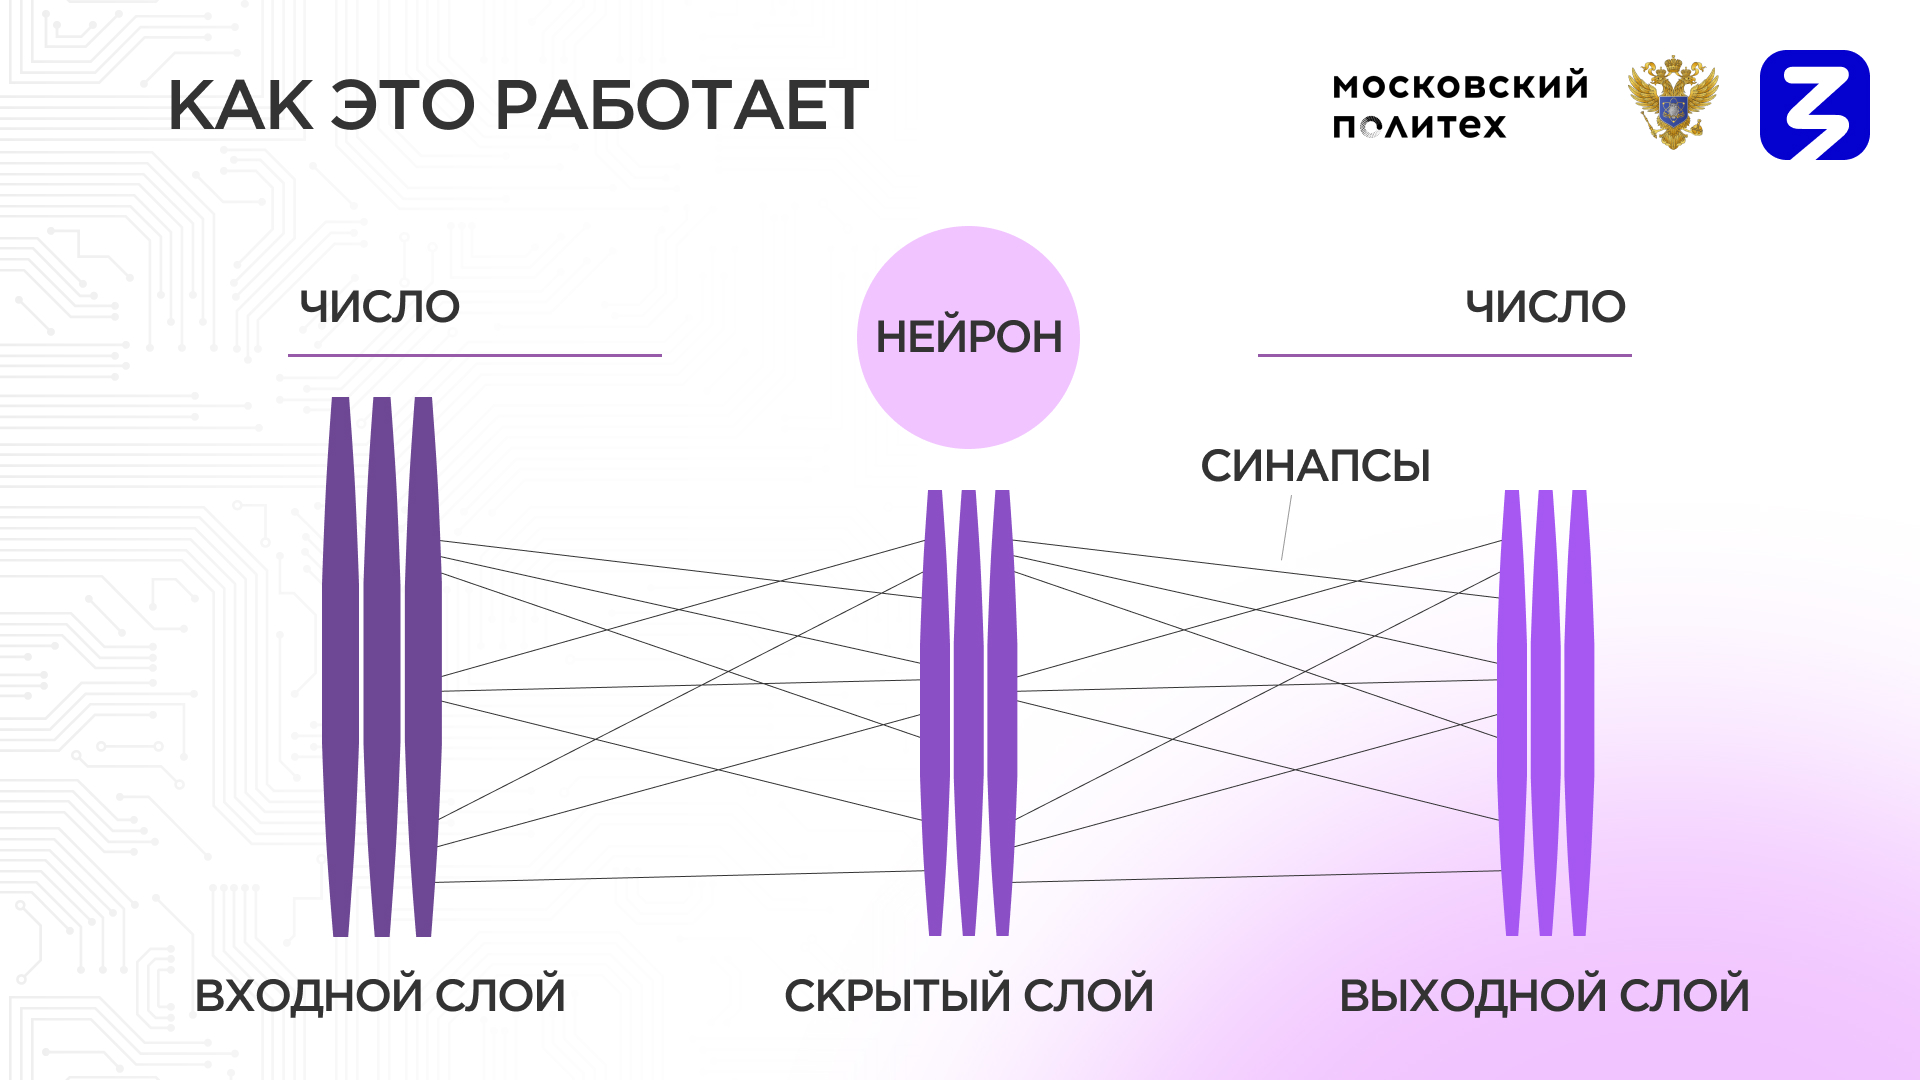 КАК ЭТО РАБОТАЕТ
МОСКОВСКИЙ
ПОЛИТЕХ
ЧИСЛО
НЕЙРОН
ЧИСЛО
СИНАПСЫ
ВХОДНОЙ СЛОЙ
СКРЫТЫЙ СЛОЙ
ВЫХОДНОЙ СЛОЙ